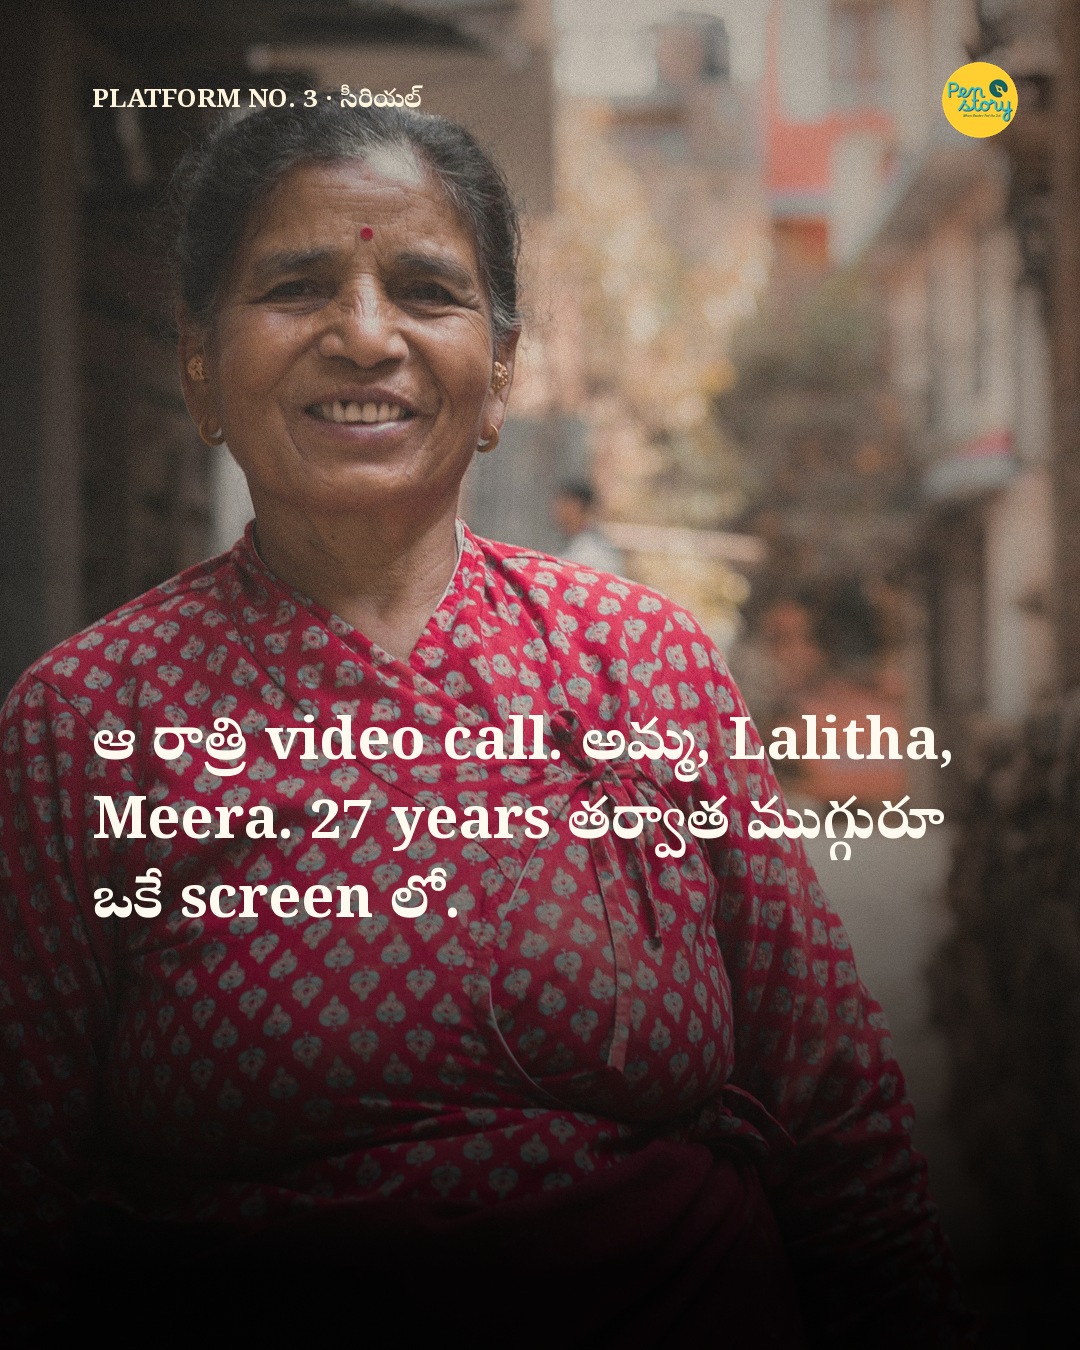 PLATFORM NO. 3 · సీరియల్
Pen
story
ఆ రాత్రి video call. అమ్మ, Lalitha,
Meera. 27 years తర్వాత ముగ్గురూ
ఒకే screen లో.